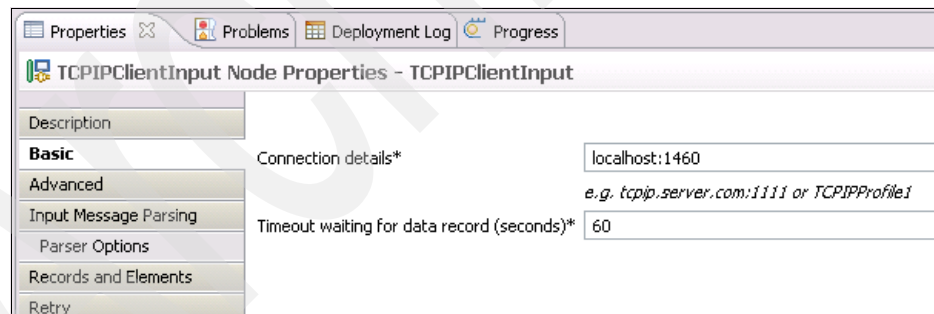 Properties Problems Deployment Log Progress
TCPIPClientInput Node Properties - TCPIPClientInput
Description
Basic
Advanced
Input Message Parsing
Parser Options
Records and Elements
Retry
Connection details* localhost:1460
e.g. tcpip.server.com:1111 or TCPIPProfile1
Timeout waiting for data record (seconds)* 60